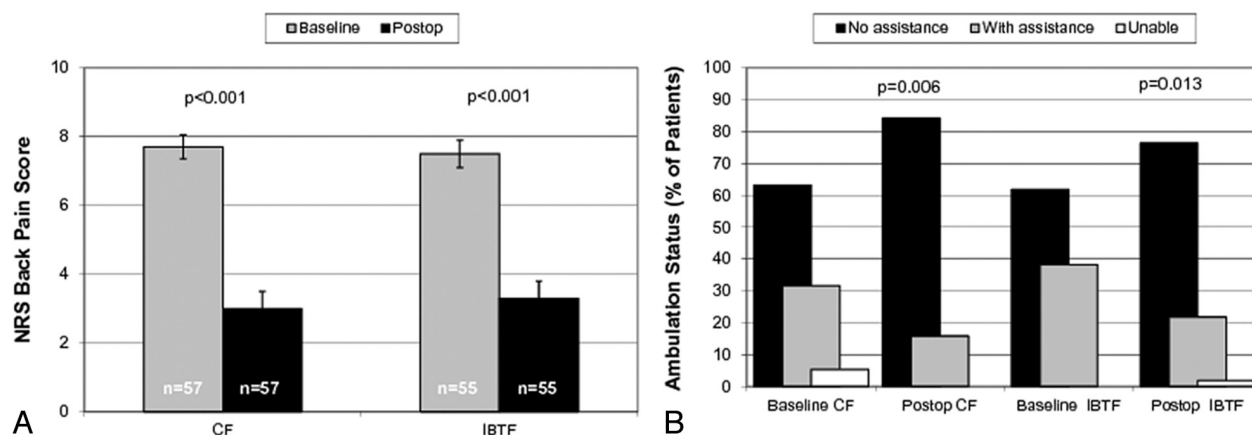 Baseline Postop
NRS Back Pain Score
10
8
6
4
2
0
p<0.001
p<0.001
n=57
n=57
n=55
n=55
CF
IBTF
A
No assistance With assistance Unable
Ambulation Status (% of Patients)
100
90
80
70
60
50
40
30
20
10
0
p=0.006
p=0.013
Baseline CF
Postop CF
Baseline IBTF
Postop IBTF
B